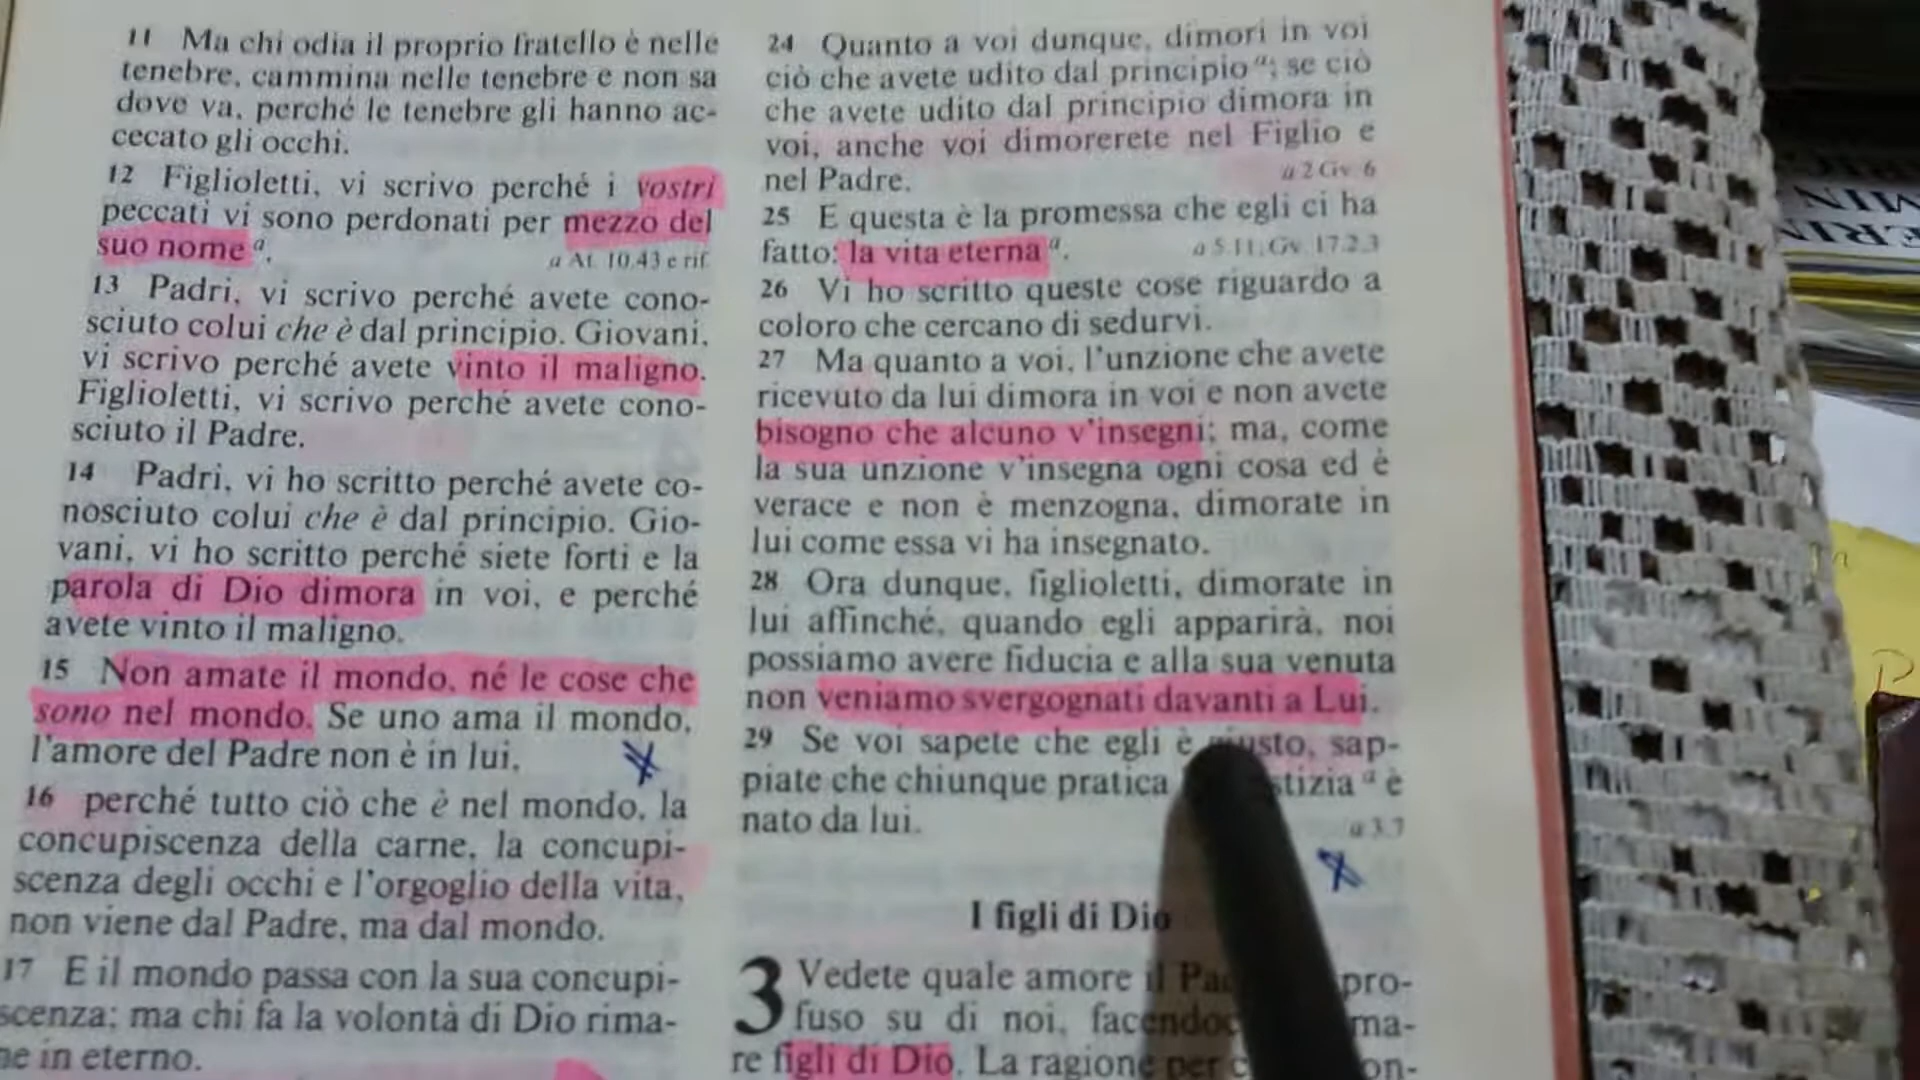 11 Ma chi odia il proprio fratello è nelle
tenebre, cammina nelle tenebre e non sa
dove va, perché le tenebre gli hanno ac-
cecato gli occhi.
12 Figlioletti, vi scrivo perché i vostri
peccati vi sono perdonati per mezzo del
suo nome a.
a At. 10.43 e rif.
13 Padri, vi scrivo perché avete cono-
sciuto colui che è dal principio. Giovani,
vi scrivo perché avete vinto il maligno.
Figlioletti, vi scrivo perché avete cono-
sciuto il Padre.
14 Padri, vi ho scritto perché avete co-
nosciuto colui che è dal principio. Gio-
vani, vi ho scritto perché siete forti e la
parola di Dio dimora in voi, e perché
avete vinto il maligno.
15 Non amate il mondo, né le cose che
sono nel mondo. Se uno ama il mondo,
l'amore del Padre non è in lui,
16 perché tutto ciò che è nel mondo, la
concupiscenza della carne, la concupi-
scenza degli occhi e l'orgoglio della vita,
non viene dal Padre, ma dal mondo.
17 E il mondo passa con la sua concupi-
scenza; ma chi fa la volontà di Dio rima-
ne in eterno.
24 Quanto a voi dunque, dimori in voi
ciò che avete udito dal principio a; se ciò
che avete udito dal principio dimora in
voi, anche voi dimorerete nel Figlio e
nel Padre.
a 2 Gv. 6
25 E questa è la promessa che egli ci ha
fatto: la vita eterna a.
a 5.11; Gv. 17.2.3
26 Vi ho scritto queste cose riguardo a
coloro che cercano di sedurvi.
27 Ma quanto a voi, l'unzione che avete
ricevuto da lui dimora in voi e non avete
bisogno che alcuno v'insegni; ma, come
la sua unzione v'insegna ogni cosa ed è
verace e non è menzogna, dimorate in
lui come essa vi ha insegnato.
28 Ora dunque, figlioletti, dimorate in
lui affinché, quando egli apparirà, noi
possiamo avere fiducia e alla sua venuta
non veniamo svergognati davanti a Lui.
29 Se voi sapete che egli è giusto, sap-
piate che chiunque pratica stizia a è
nato da lui.
a 3.7
I figli di Dio
3 Vedete quale amore il Pa pro-
fuso su di noi, facendoc ma-
re figli di Dio. La ragione per c on-